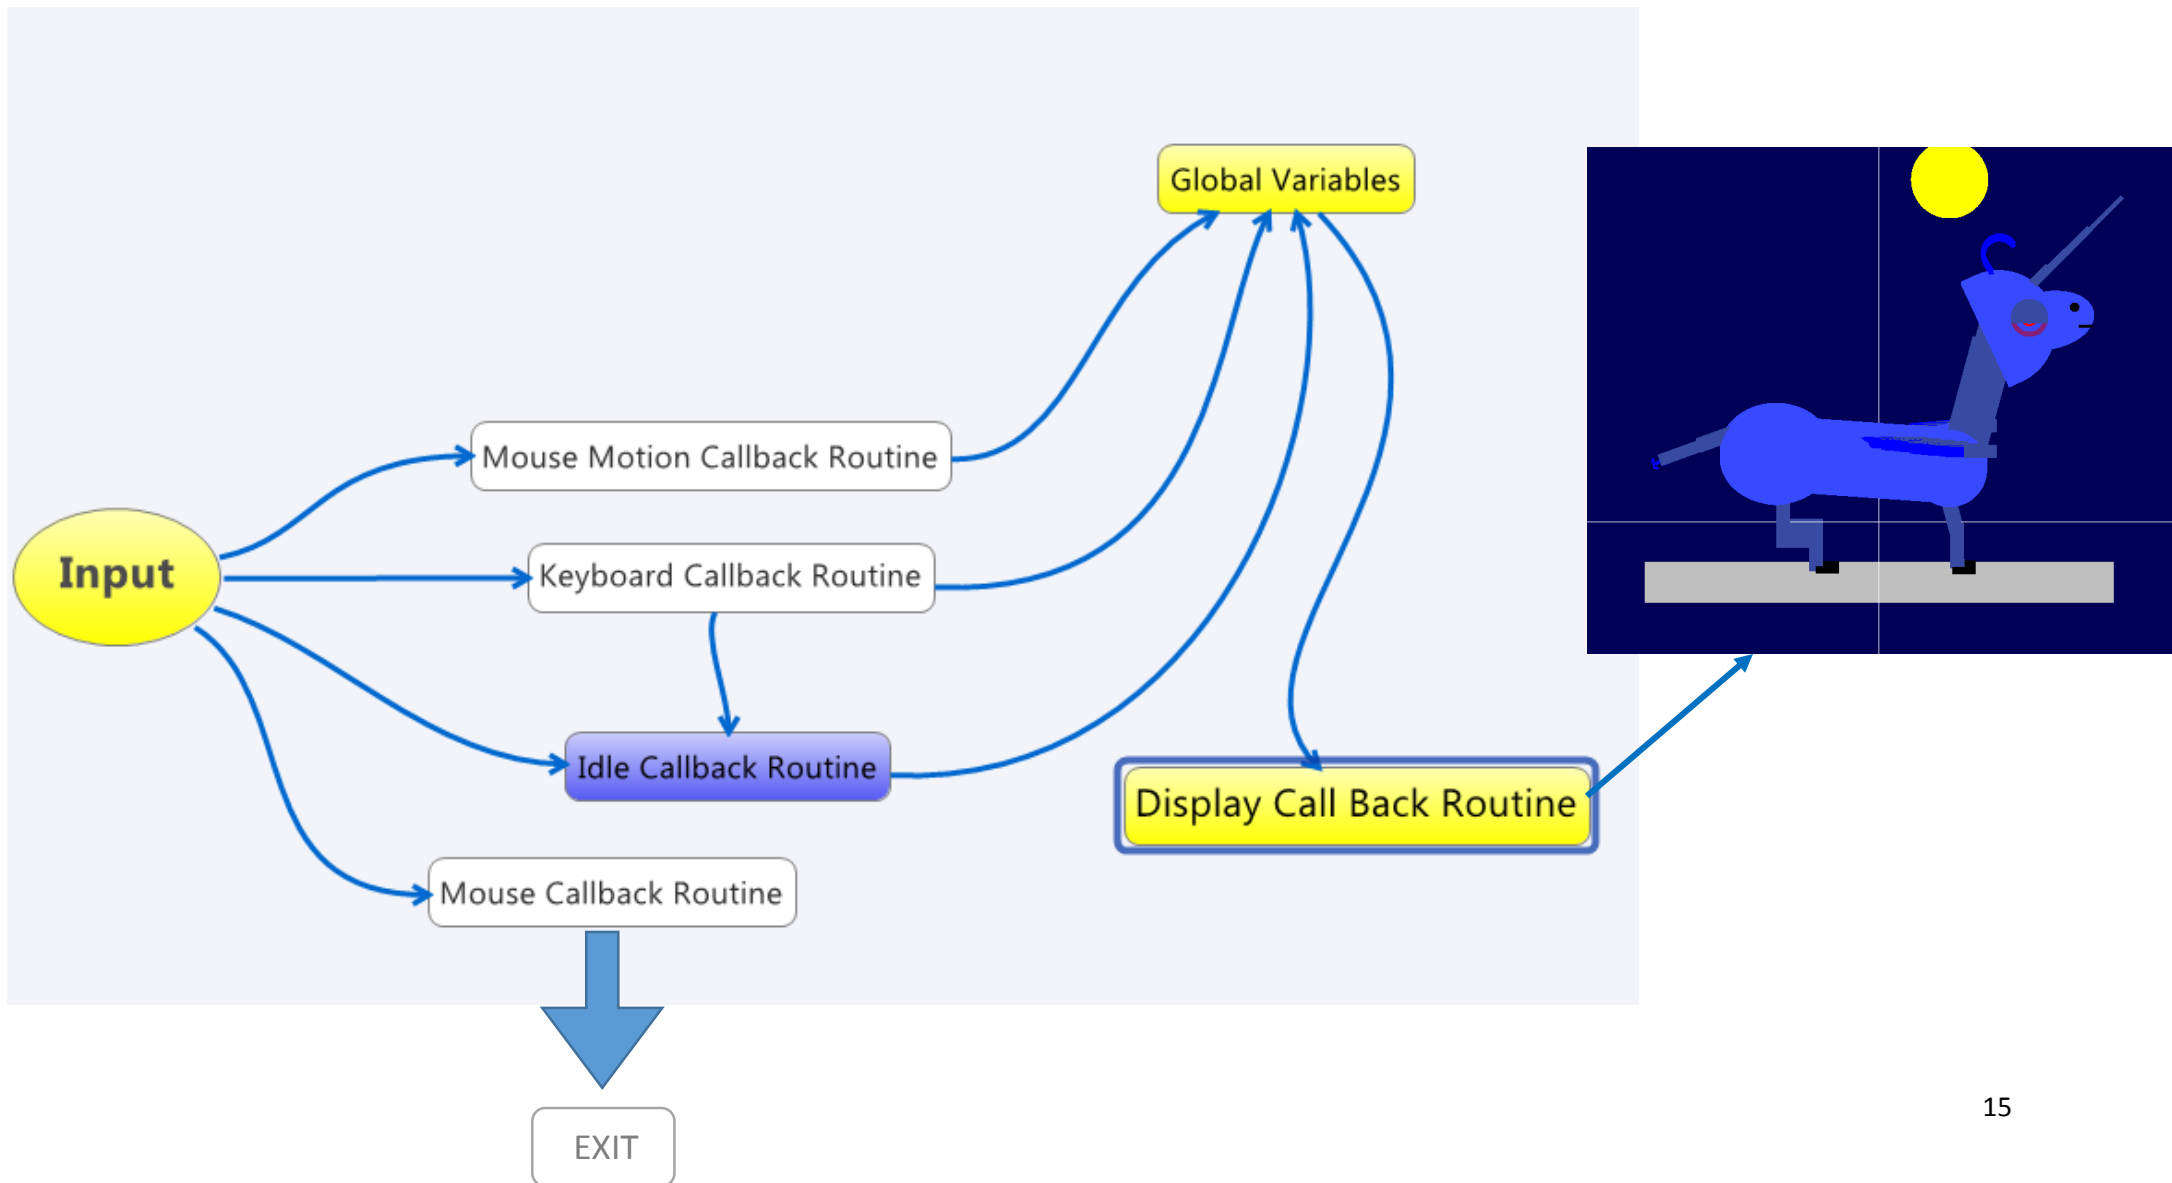 Global Variables
Mouse Motion Callback Routine
Input
Keyboard Callback Routine
Idle Callback Routine
Display Call Back Routine
Mouse Callback Routine
EXIT
15